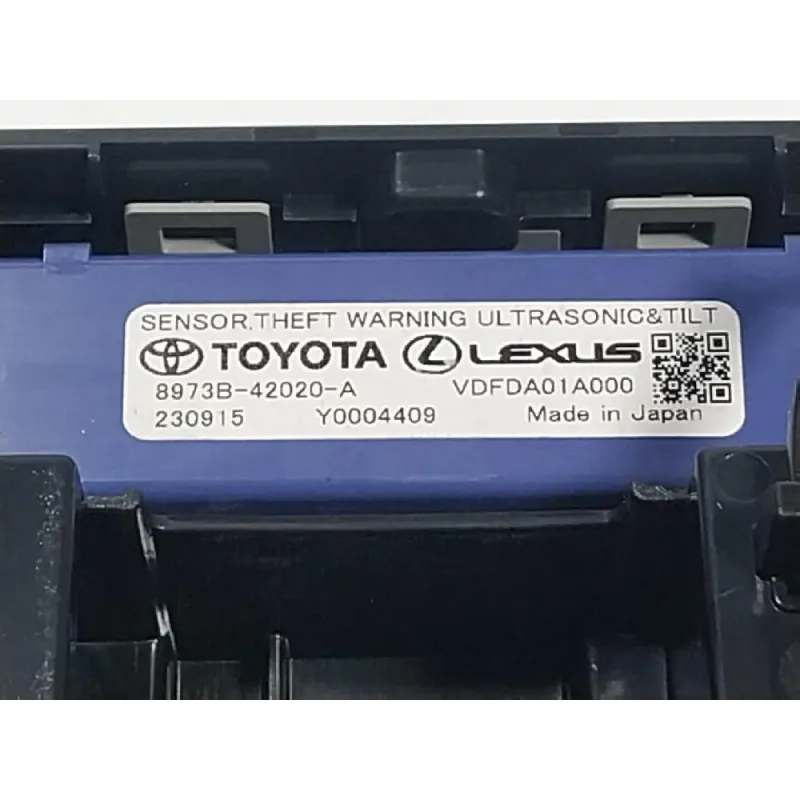 SENSOR,THEFT WARNING ULTRASONIC&TILT
TOYOTA LEXUS
8973B-42020-A VDFDA01A000
230915 Y0004409 Made in Japan